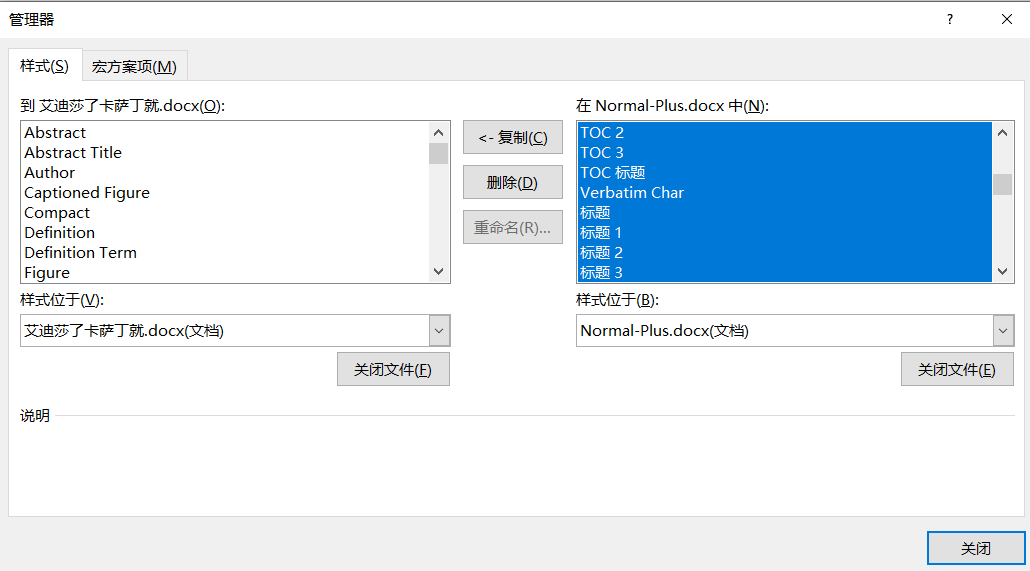 管理器
样式(S) 宏方案项(M)
到 艾迪莎了卡萨丁就.docx(O):
Abstract
Abstract Title
Author
Captioned Figure
Compact
Definition
Definition Term
Figure
<- 复制(C)
删除(D)
重命名(R)...
在 Normal-Plus.docx 中(N):
TOC 2
TOC 3
TOC 标题
Verbatim Char
标题
标题 1
标题 2
标题 3
样式位于(V):
艾迪莎了卡萨丁就.docx(文档)
关闭文件(F)
样式位于(B):
Normal-Plus.docx(文档)
关闭文件(E)
说明
关闭